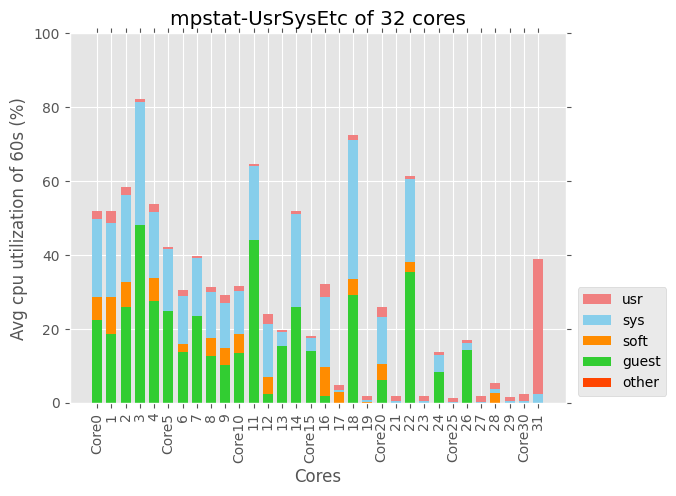 mpstat-UsrSysEtc of 32 cores
Avg cpu utilization of 60s (%)
100
80
60
40
20
0
Core0
1
2
3
4
Core5
6
7
8
9
Core10
11
12
13
14
Core15
16
17
18
19
Core20
21
22
23
24
Core25
26
27
28
29
Core30
31
Cores
usr
sys
soft
guest
other